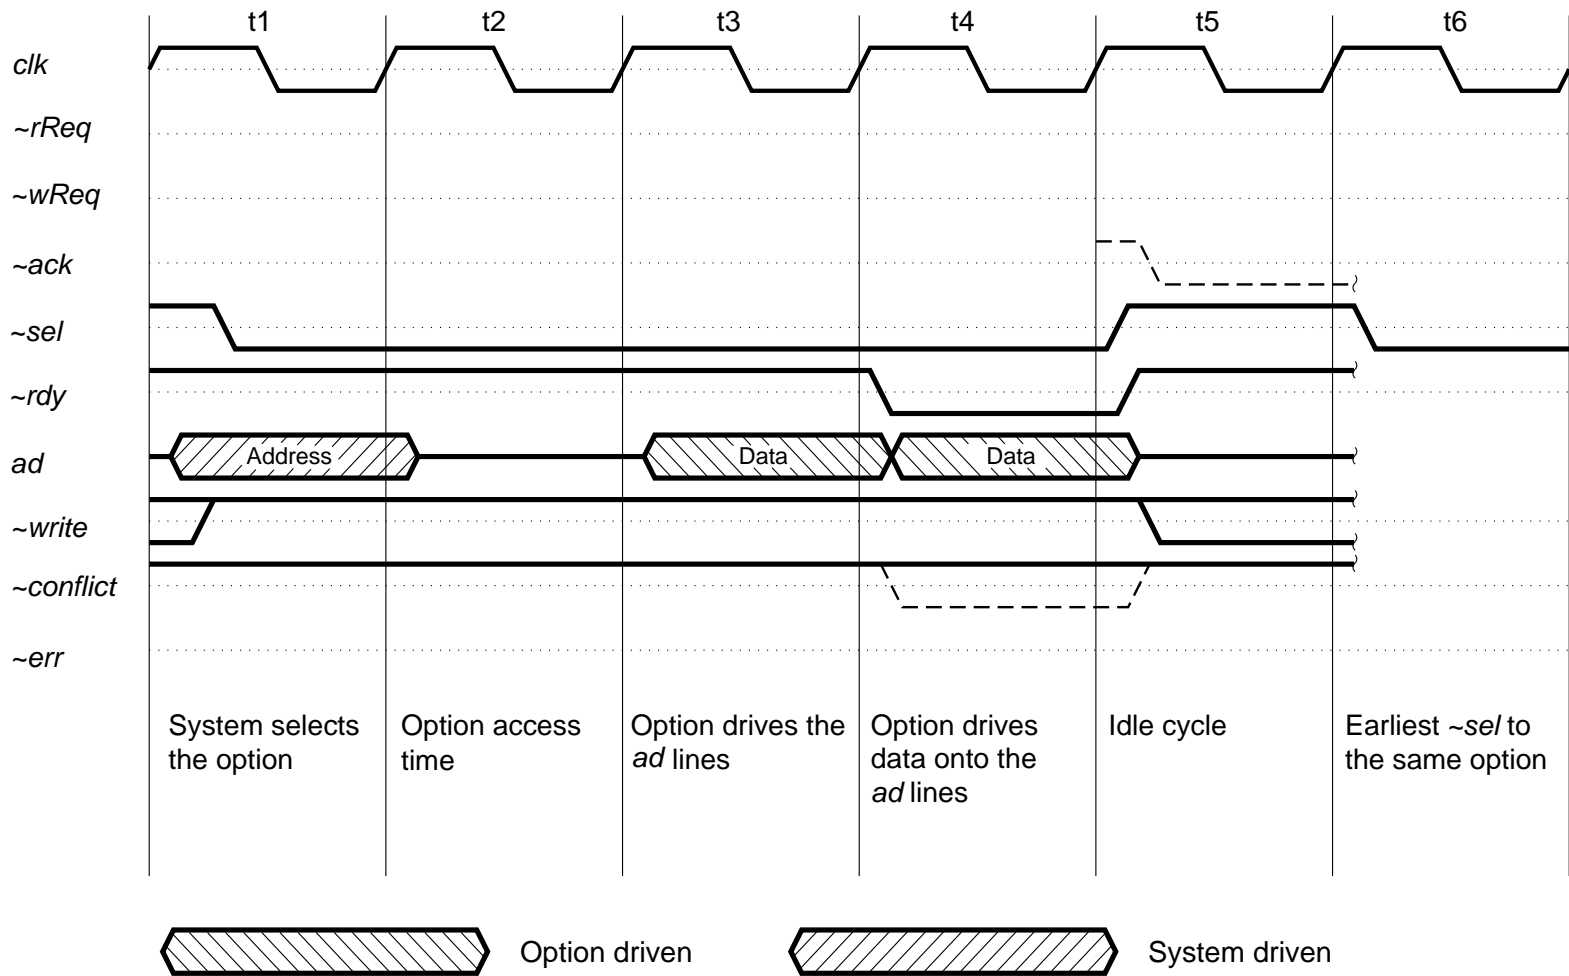 t1 t2 t3 t4 t5 t6
clk
~rReq
~wReq
~ack
~sel
~rdy
ad Address Data Data
~write
~conflict
~err
System selects
the option
Option access
time
Option drives the
ad lines
Option drives
data onto the
ad lines
Idle cycle
Earliest ~sel to
the same option
Option driven System driven